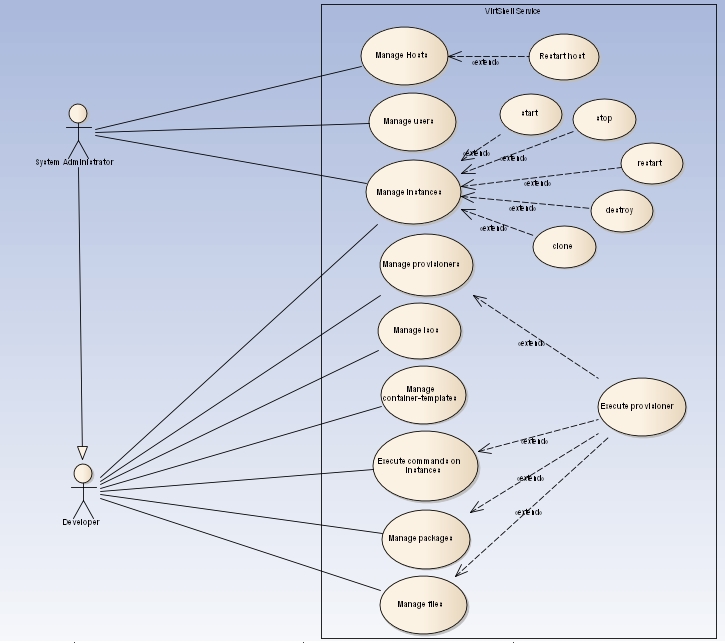 VirtShell Service
Manage Hosts
«extend»
Restart host
Manage users
start
stop
System Administrator
«extend»
«extend»
restart
Manage Instances
«extend»
«extend»
destroy
«extend»
clone
Manage provisioners
Manage Isos
«extend»
Manage
container-templates
Execute provisioner
«extend»
Execute commands on
Instances
«extend»
«extend»
Developer
Manage packages
Manage files